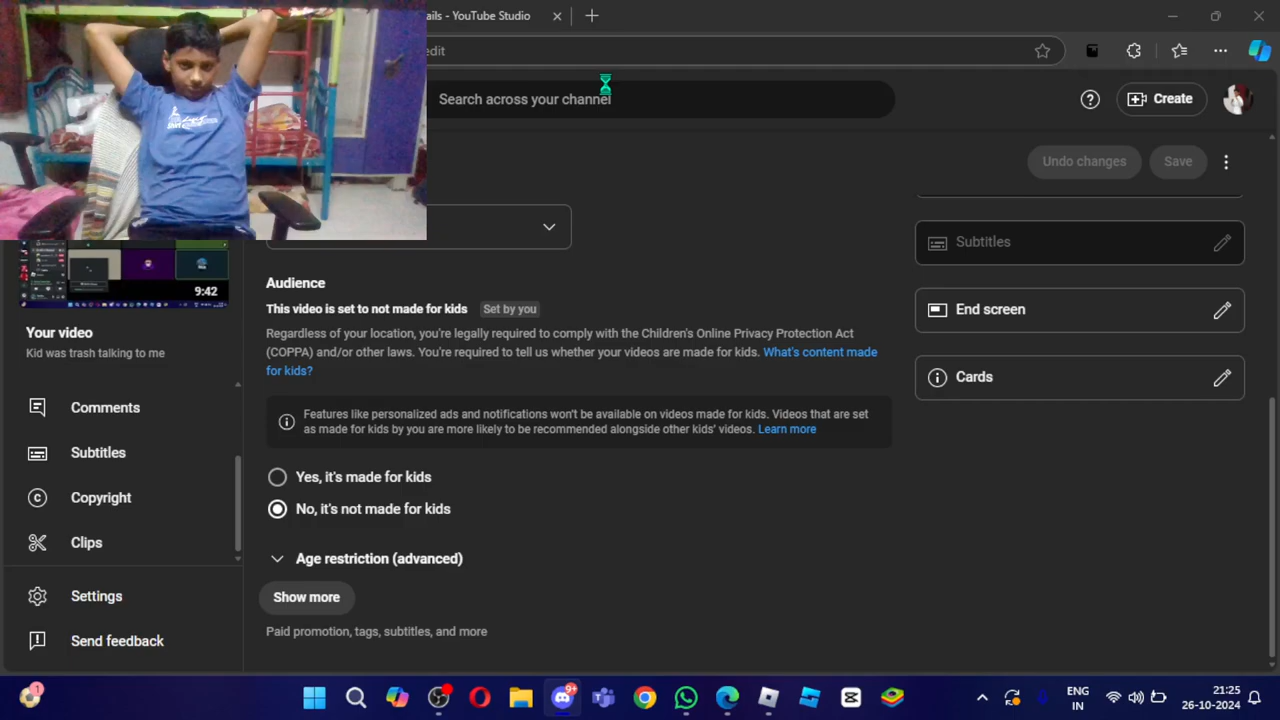 ails - YouTube Studio
edit
Search across your channel
Create
Undo changes
Save
9:42
Your video
Kid was trash talking to me
Comments
Subtitles
Copyright
Clips
Settings
Send feedback
Audience
This video is set to not made for kids Set by you
Regardless of your location, you're legally required to comply with the Children's Online Privacy Protection Act
(COPPA) and/or other laws. You're required to tell us whether your videos are made for kids. What's content made
for kids?
Features like personalized ads and notifications won't be available on videos made for kids. Videos that are set
as made for kids by you are more likely to be recommended alongside other kids' videos. Learn more
Yes, it's made for kids
No, it's not made for kids
Age restriction (advanced)
Show more
Paid promotion, tags, subtitles, and more
Subtitles
End screen
Cards
1
9+
ENG
IN
21:25
26-10-2024